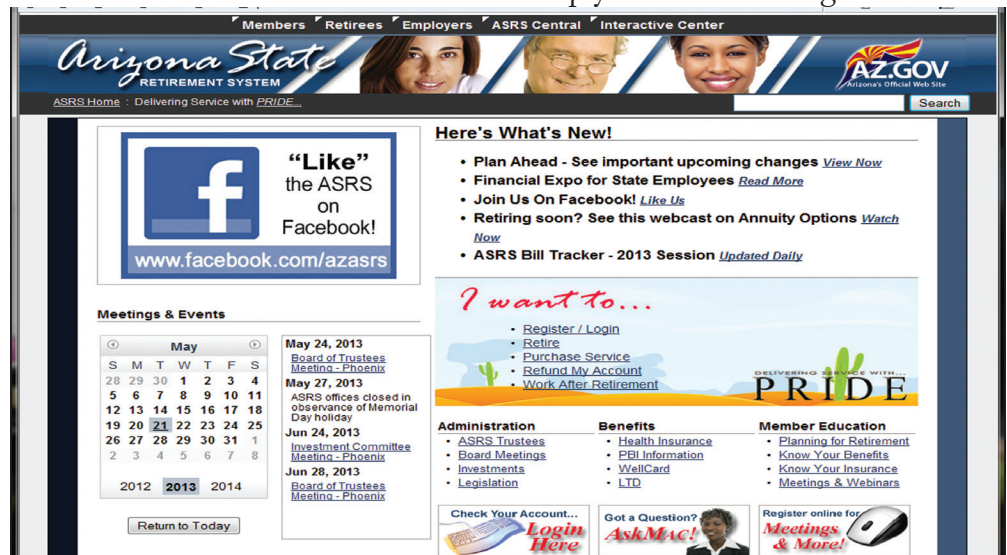 Members Retirees Employers ASRS Central Interactive Center
Arizona State
RETIREMENT SYSTEM
AZ.GOV
Arizona's Official Web Site
ASRS Home : Delivering Service with PRIDE...
Search
"Like"
the ASRS
on
Facebook!
f
www.facebook.com/azasrs
Here's What's New!
• Plan Ahead - See important upcoming changes View Now
• Financial Expo for State Employees Read More
• Join Us On Facebook! Like Us
• Retiring soon? See this webcast on Annuity Options Watch
Now
• ASRS Bill Tracker - 2013 Session Updated Daily
Meetings & Events
May
S M T W T F S
28 29 30 1 2 3 4
5 6 7 8 9 10 11
12 13 14 15 16 17 18
19 20 21 22 23 24 25
26 27 28 29 30 31 1
2 3 4 5 6 7 8
2012 2013 2014
Return to Today
May 24, 2013
Board of Trustees
Meeting - Phoenix
May 27, 2013
ASRS offices closed in
observance of Memorial
Day holiday
Jun 24, 2013
Investment Committee
Meeting - Phoenix
Jun 28, 2013
Board of Trustees
Meeting - Phoenix
I want to...
• Register / Login
• Retire
• Purchase Service
• Refund My Account
• Work After Retirement
DELIVERING SERVICE WITH...
PRIDE
Administration
• ASRS Trustees
• Board Meetings
• Investments
• Legislation
Benefits
• Health Insurance
• PBI Information
• WellCard
• LTD
Member Education
• Planning for Retirement
• Know Your Benefits
• Know Your Insurance
• Meetings & Webinars
Check Your Account...
Login
Here
Got a Question?
AskMac!
Register online for
Meetings
& More!